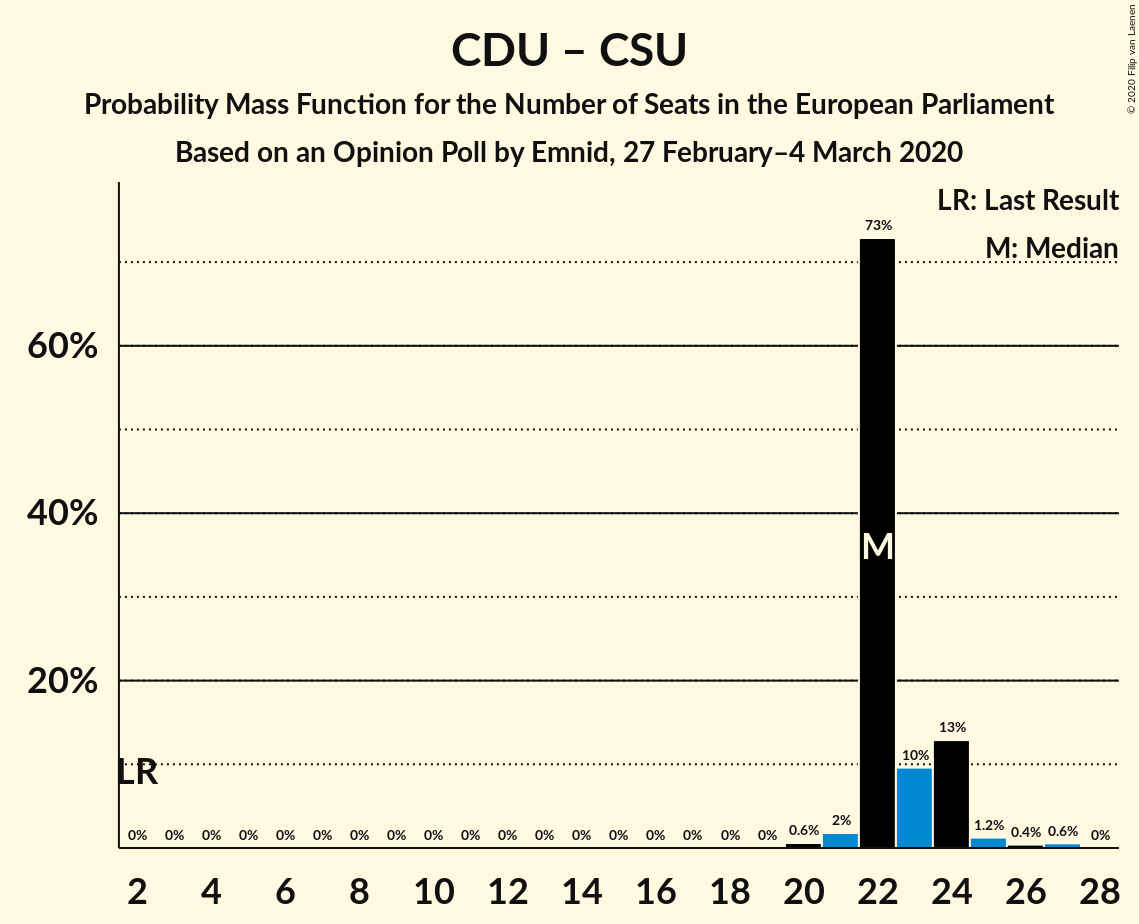 CDU – CSU
Probability Mass Function for the Number of Seats in the European Parliament
Based on an Opinion Poll by Emnid, 27 February–4 March 2020
© 2020 Filip van Laenen
LR: Last Result
M: Median
73%
60%
40%
M
20%
13%
10%
LR
0% 0% 0% 0% 0% 0% 0% 0% 0% 0% 0% 0% 0% 0% 0% 0% 0% 0% 0.6% 2% 1.2% 0.4% 0.6% 0%
2 4 6 8 10 12 14 16 18 20 22 24 26 28